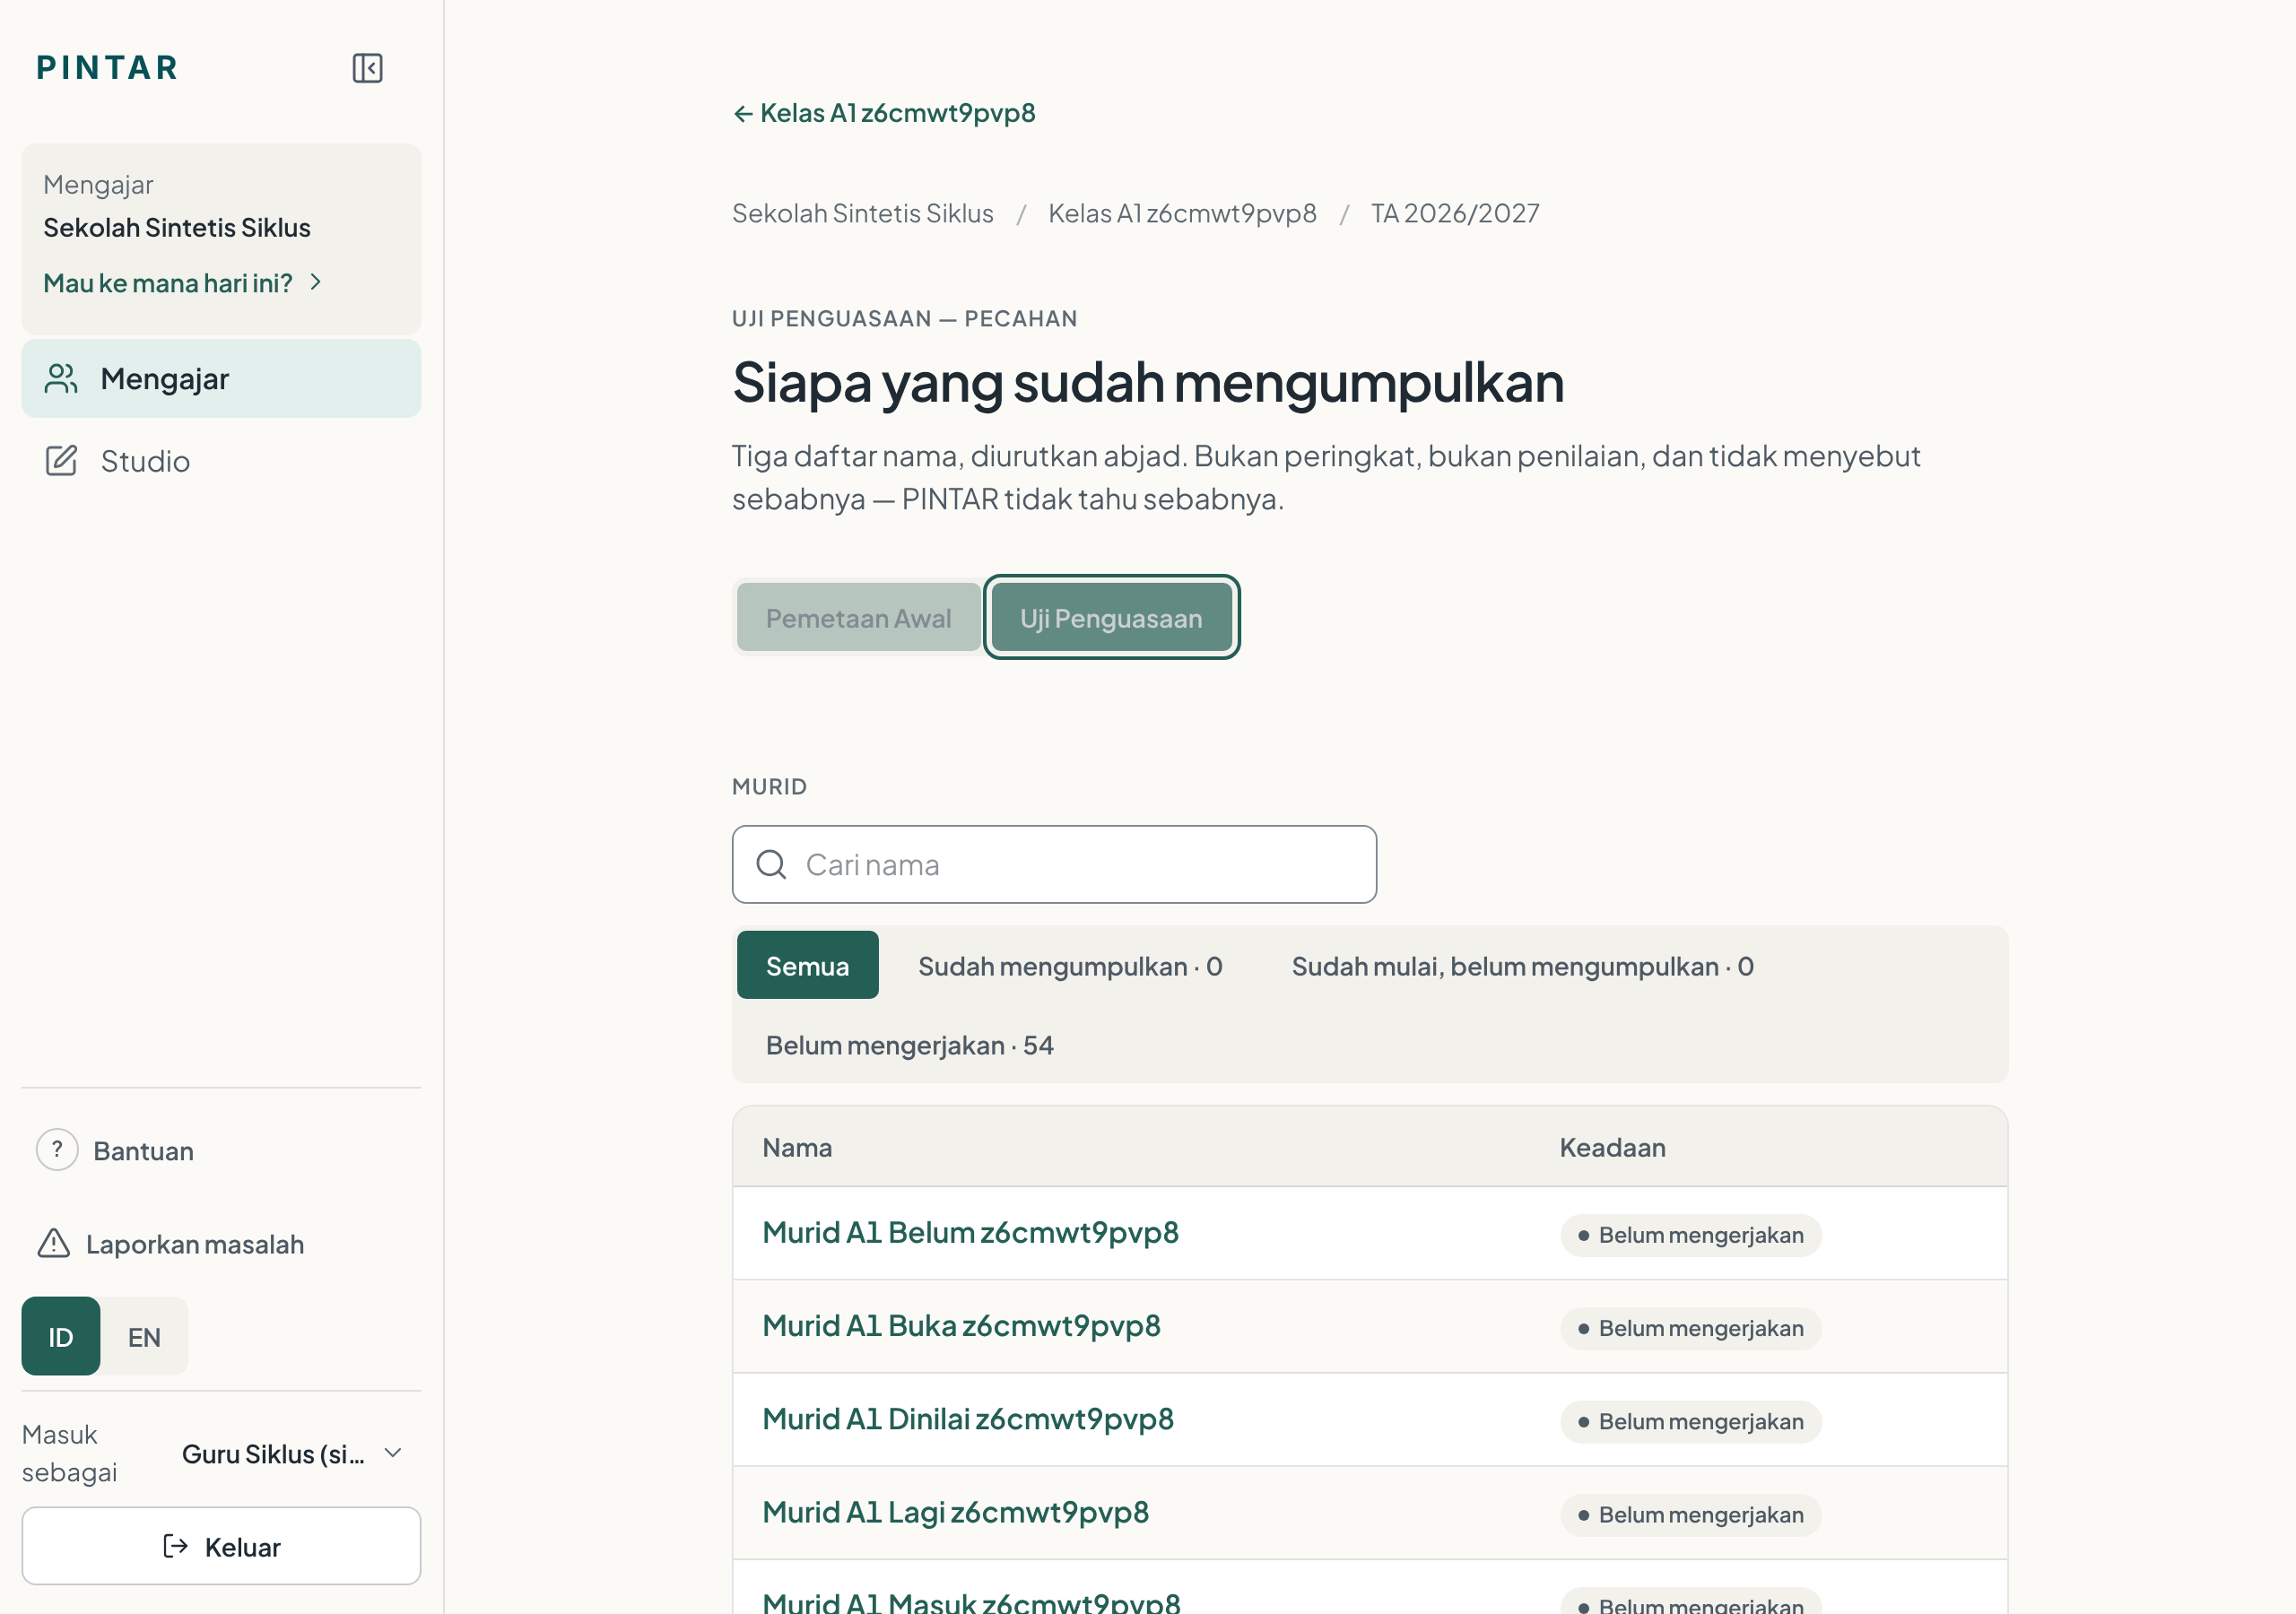 PINTAR
Mengajar
Sekolah Sintetis Siklus
Mau ke mana hari ini?
Mengajar
Studio
? Bantuan
Laporkan masalah
ID EN
Masuk
sebagai
Guru Siklus (si...
Keluar
← Kelas A1 z6cmwt9pvp8
Sekolah Sintetis Siklus / Kelas A1 z6cmwt9pvp8 / TA 2026/2027
UJI PENGUASAAN — PECAHAN
Siapa yang sudah mengumpulkan
Tiga daftar nama, diurutkan abjad. Bukan peringkat, bukan penilaian, dan tidak menyebut
sebabnya — PINTAR tidak tahu sebabnya.
Pemetaan Awal Uji Penguasaan
MURID
Cari nama
Semua Sudah mengumpulkan · 0 Sudah mulai, belum mengumpulkan · 0
Belum mengerjakan · 54
Nama Keadaan
Murid A1 Belum z6cmwt9pvp8 • Belum mengerjakan
Murid A1 Buka z6cmwt9pvp8 • Belum mengerjakan
Murid A1 Dinilai z6cmwt9pvp8 • Belum mengerjakan
Murid A1 Lagi z6cmwt9pvp8 • Belum mengerjakan
Murid A1 Masuk z6cmwt9pvp8 • Belum mengerjakan